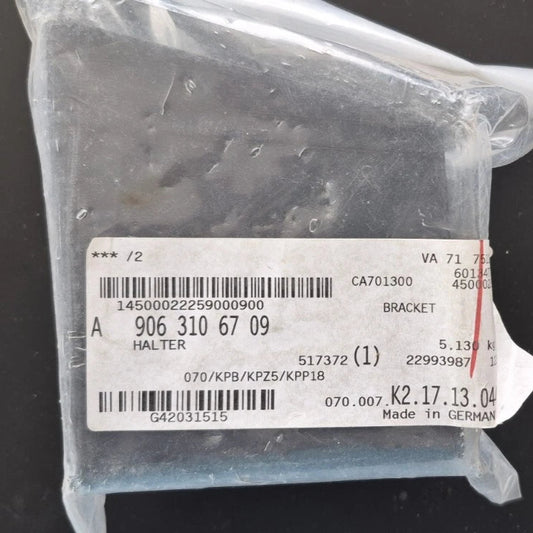 *** /2 VA 71
CA701300 450002
14500022259000900 BRACKET
A 906 310 67 09
HALTER 5.130
517372 (1) 22993987
070/KPB/KPZ5/KPP18
070.007. K2.17.13.04
G42031515 Made in GERMAN